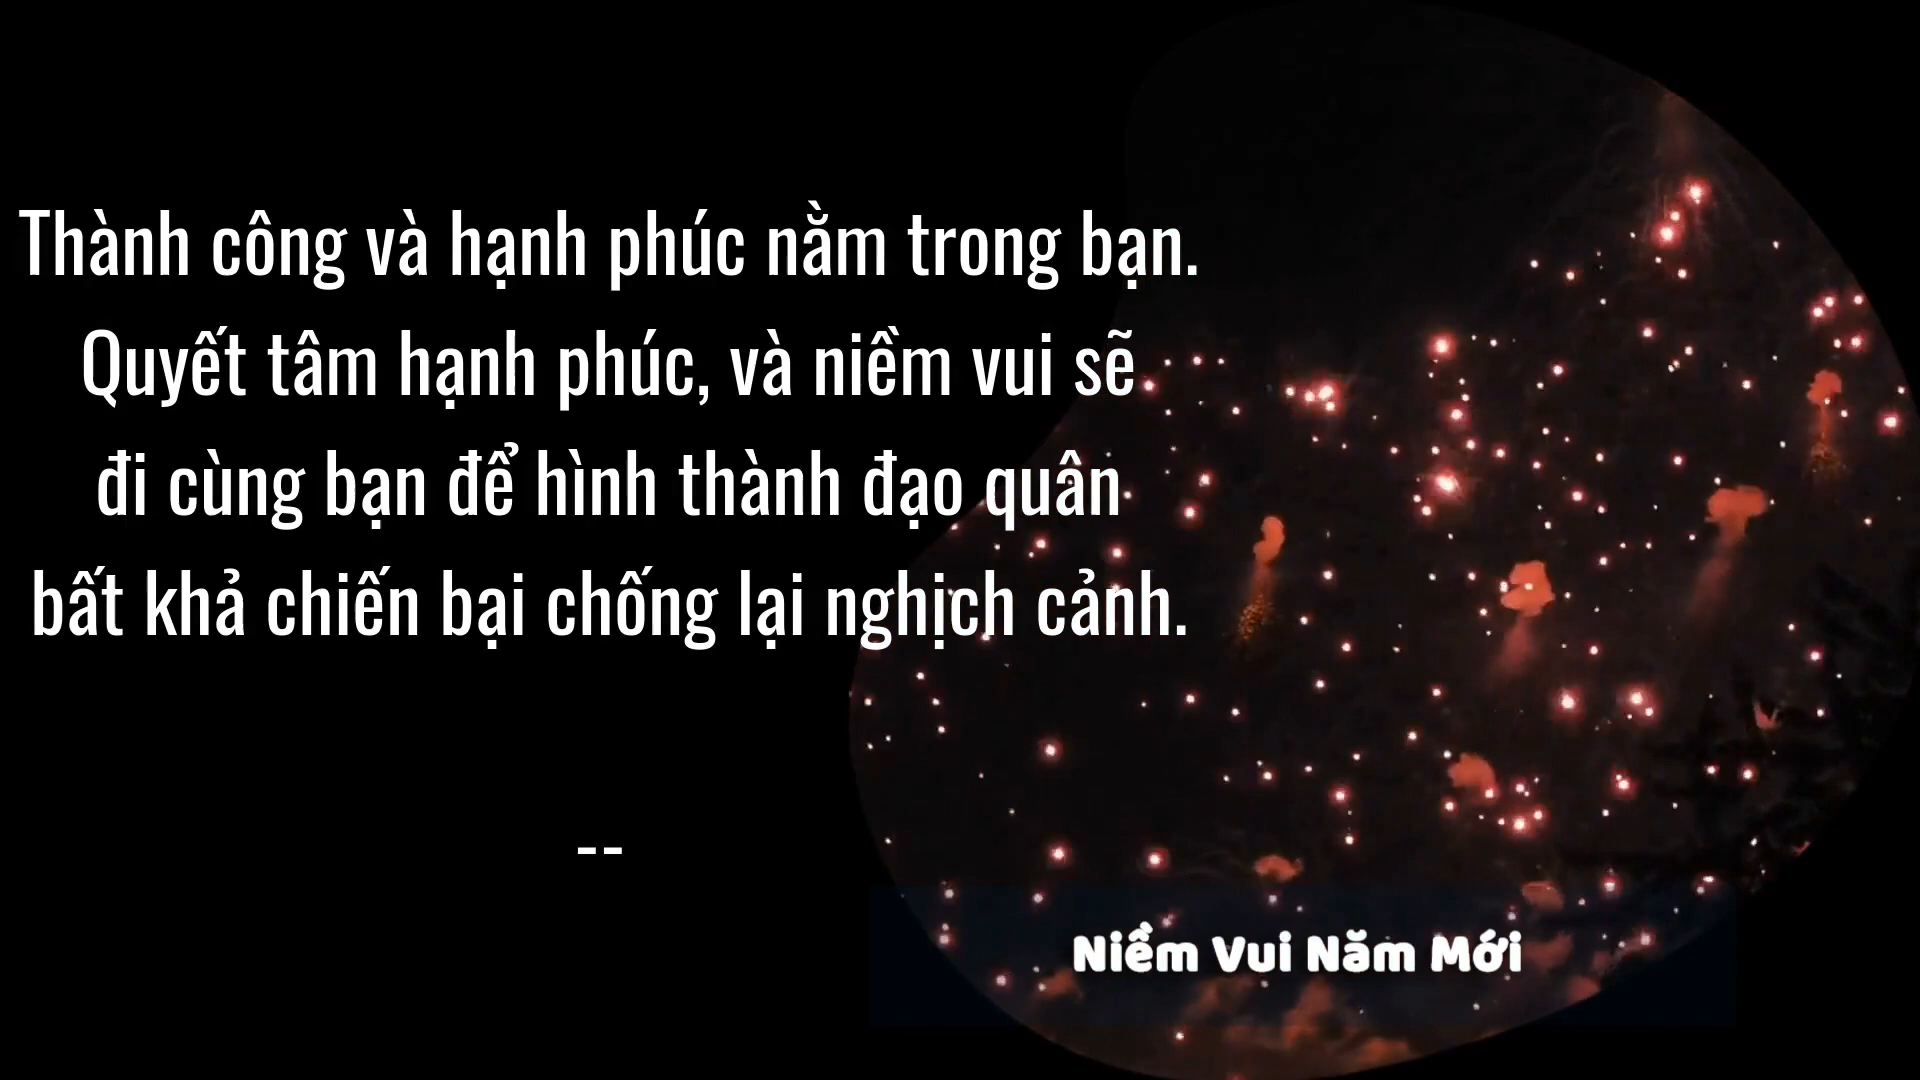 Thành công và hạnh phúc nằm trong bạn.
Quyết tâm hạnh phúc, và niềm vui sẽ
đi cùng bạn để hình thành đạo quân
bất khả chiến bại chống lại nghịch cảnh.
--
Niềm Vui Năm Mới